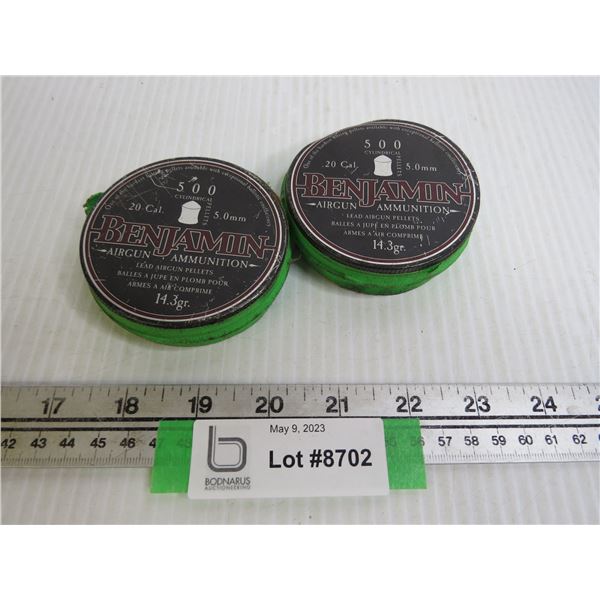 500
CYLINDRICAL
PELLETS
20 Cal.
5.0mm
BENJAMIN
AIRGUN AMMUNITION
LEAD AIRGUN PELLETS
BALLES A JUPE EN PLOMB POUR
ARMES A AIR COMPRIME
14.3gr.
500
CYLINDRICAL
PELLETS
20 Cal.
5.0mm
BENJAMIN
AIRGUN AMMUNITION
LEAD AIRGUN PELLETS
BALLES A JUPE EN PLOMB POUR
ARMES A AIR COMPRIME
14.3gr.
17 18 19 20 21 22 23 24
42 43 44 45 46 47 48 56 57 58 59 60 61 62
May 9, 2023
b
BODNARUS
AUCTIONEERING
Lot #8702